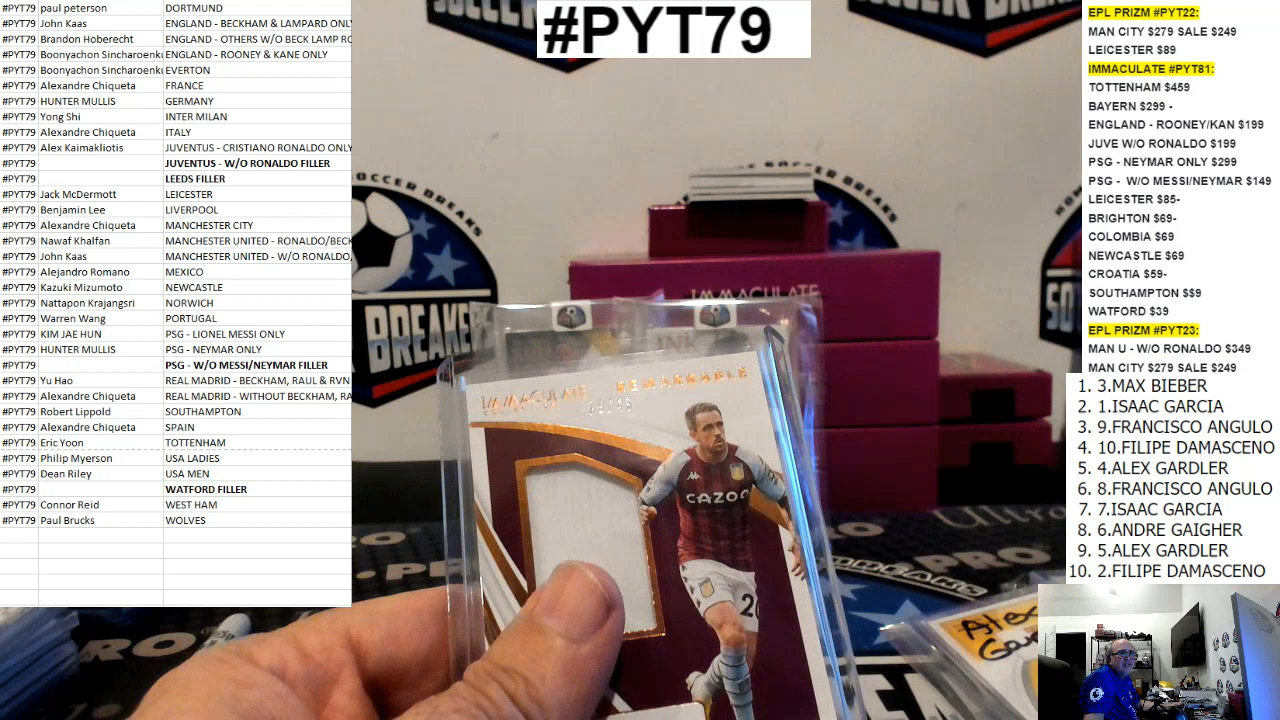 #PYT79 paul peterson DORTMUND
#PYT79 John Kaas ENGLAND - BECKHAM & LAMPARD ONLY
#PYT79 Brandon Hoberecht ENGLAND - OTHERS W/O BECK LAMP RO
#PYT79 Boonyachon Sincharoenku ENGLAND - ROONEY & KANE ONLY
#PYT79 Boonyachon Sincharoenku EVERTON
#PYT79 Alexandre Chiqueta FRANCE
#PYT79 HUNTER MULLIS GERMANY
#PYT79 Yong Shi INTER MILAN
#PYT79 Alexandre Chiqueta ITALY
#PYT79 Alex Kaimakliotis JUVENTUS - CRISTIANO RONALDO ONLY
#PYT79 JUVENTUS - W/O RONALDO FILLER
#PYT79 LEEDS FILLER
#PYT79 Jack McDermott LEICESTER
#PYT79 Benjamin Lee LIVERPOOL
#PYT79 Alexandre Chiqueta MANCHESTER CITY
#PYT79 Nawaf Khalfan MANCHESTER UNITED - RONALDO/BECK
#PYT79 John Kaas MANCHESTER UNITED - W/O RONALDO/
#PYT79 Alejandro Romano MEXICO
#PYT79 Kazuki Mizumoto NEWCASTLE
#PYT79 Nattapon Krajangsri NORWICH
#PYT79 Warren Wang PORTUGAL
#PYT79 KIM JAE HUN PSG - LIONEL MESSI ONLY
#PYT79 HUNTER MULLIS PSG - NEYMAR ONLY
#PYT79 PSG - W/O MESSI/NEYMAR FILLER
#PYT79 Yu Hao REAL MADRID - BECKHAM, RAUL & RVN
#PYT79 Alexandre Chiqueta REAL MADRID - WITHOUT BECKHAM, RA
#PYT79 Robert Lippold SOUTHAMPTON
#PYT79 Alexandre Chiqueta SPAIN
#PYT79 Eric Yoon TOTTENHAM
#PYT79 Philip Myerson USA LADIES
#PYT79 Dean Riley USA MEN
#PYT79 WATFORD FILLER
#PYT79 Connor Reid WEST HAM
#PYT79 Paul Brucks WOLVES
#PYT79
SOCCER BREAKS
BREAKER
IMMACULATE
IMMACULATE REMARKABLE
CAZOO
20
PRO
Alex
EPL PRIZM #PYT22:
MAN CITY $279 SALE $249
LEICESTER $89
IMMACULATE #PYT81:
TOTTENHAM $459
BAYERN $299 -
ENGLAND - ROONEY/KAN $199
JUVE W/O RONALDO $199
PSG - NEYMAR ONLY $299
PSG - W/O MESSI/NEYMAR $149
LEICESTER $85-
BRIGHTON $69-
COLOMBIA $69
NEWCASTLE $69
CROATIA $59-
SOUTHAMPTON $$9
WATFORD $39
EPL PRIZM #PYT23:
MAN U - W/O RONALDO $349
MAN CITY $279 SALE $249
1. 3.MAX BIEBER
2. 1.ISAAC GARCIA
3. 9.FRANCISCO ANGULO
4. 10.FILIPE DAMASCENO
5. 4.ALEX GARDLER
6. 8.FRANCISCO ANGULO
7. 7.ISAAC GARCIA
8. 6.ANDRE GAIGHER
9. 5.ALEX GARDLER
10. 2.FILIPE DAMASCENO